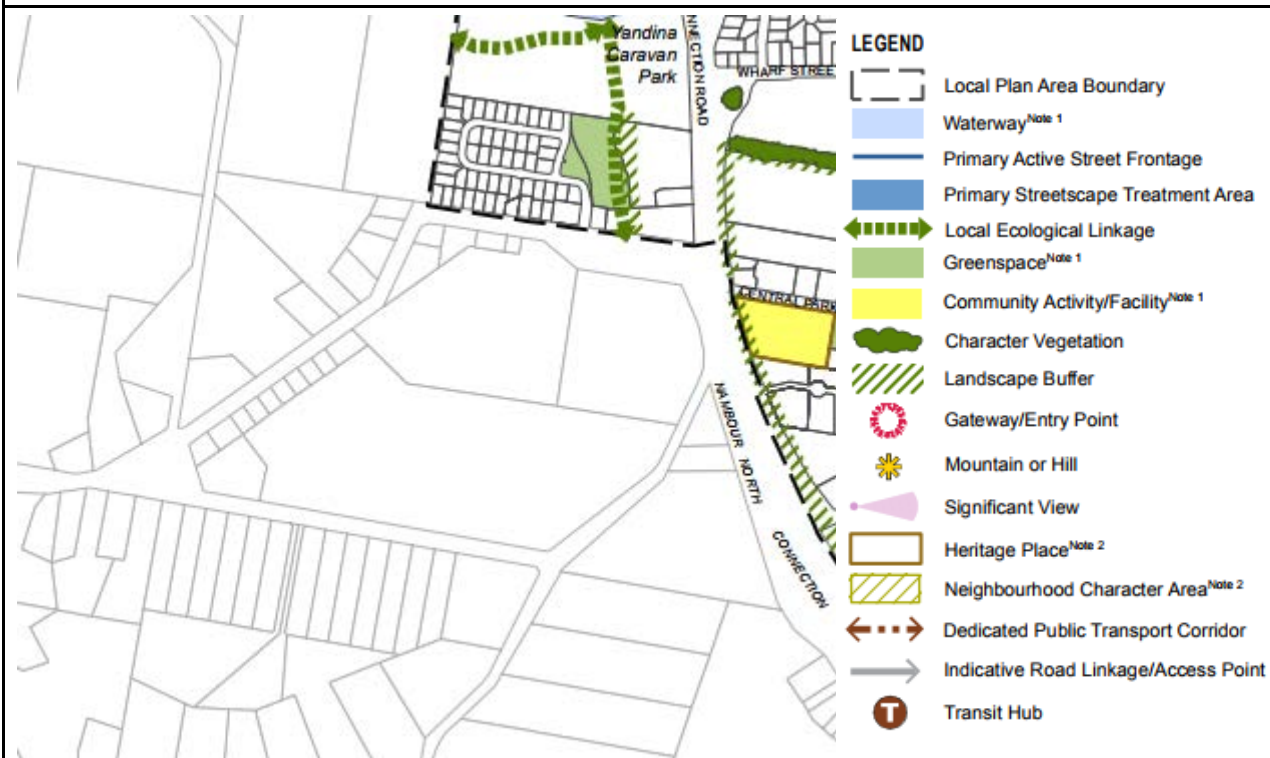 Yandina
Caravan
Park
NNECTION ROAD
WHARF STREE
CENTRAL PARK
NAMBOUR NORTH
CONNECTION
LEGEND
Local Plan Area Boundary
Waterway Note 1
Primary Active Street Frontage
Primary Streetscape Treatment Area
Local Ecological Linkage
Greenspace Note 1
Community Activity/Facility Note 1
Character Vegetation
Landscape Buffer
Gateway/Entry Point
Mountain or Hill
Significant View
Heritage Place Note 2
Neighbourhood Character Area Note 2
Dedicated Public Transport Corridor
Indicative Road Linkage/Access Point
T
Transit Hub